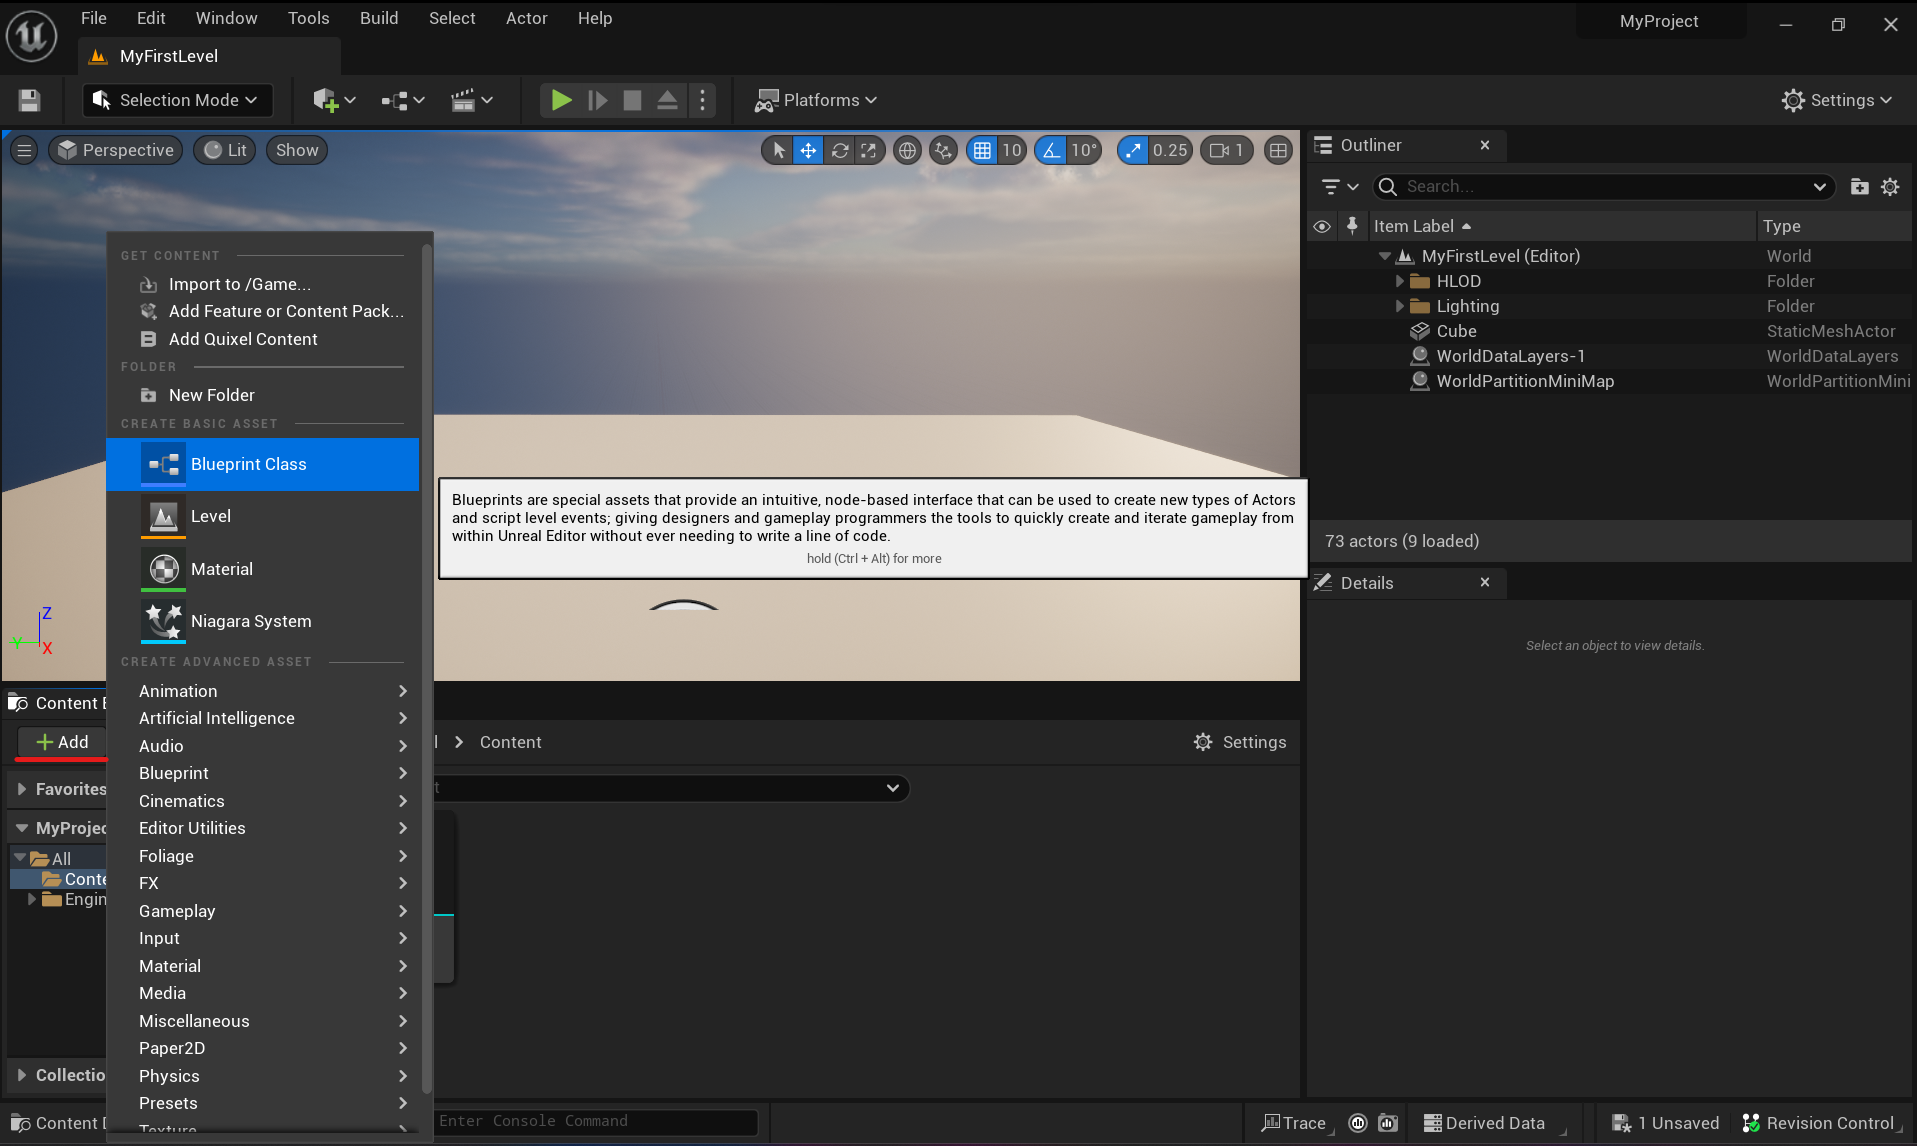 File Edit Window Tools Build Select Actor Help
MyProject
MyFirstLevel
Selection Mode
Platforms
Settings
Perspective
Lit
Show
10
10°
0.25
1
Outliner
Search...
Item Label
Type
MyFirstLevel (Editor) World
HLOD Folder
Lighting Folder
Cube StaticMeshActor
WorldDataLayers-1 WorldDataLayers
WorldPartitionMiniMap WorldPartitionMini
73 actors (9 loaded)
Details
Select an object to view details.
GET CONTENT
Import to /Game...
Add Feature or Content Pack...
Add Quixel Content
FOLDER
New Folder
CREATE BASIC ASSET
Blueprint Class
Level
Material
Niagara System
CREATE ADVANCED ASSET
Animation
Artificial Intelligence
Audio
Blueprint
Cinematics
Editor Utilities
Foliage
FX
Gameplay
Input
Material
Media
Miscellaneous
Paper2D
Physics
Presets
Texture
Blueprints are special assets that provide an intuitive, node-based interface that can be used to create new types of Actors
and script level events; giving designers and gameplay programmers the tools to quickly create and iterate gameplay from
within Unreal Editor without ever needing to write a line of code.
hold (Ctrl + Alt) for more
Z
Y
X
Content
Add
Content
Settings
Favorites
MyProjec
All
Conte
Engin
Collectio
Content
Enter Console Command
Trace
Derived Data
1 Unsaved
Revision Control